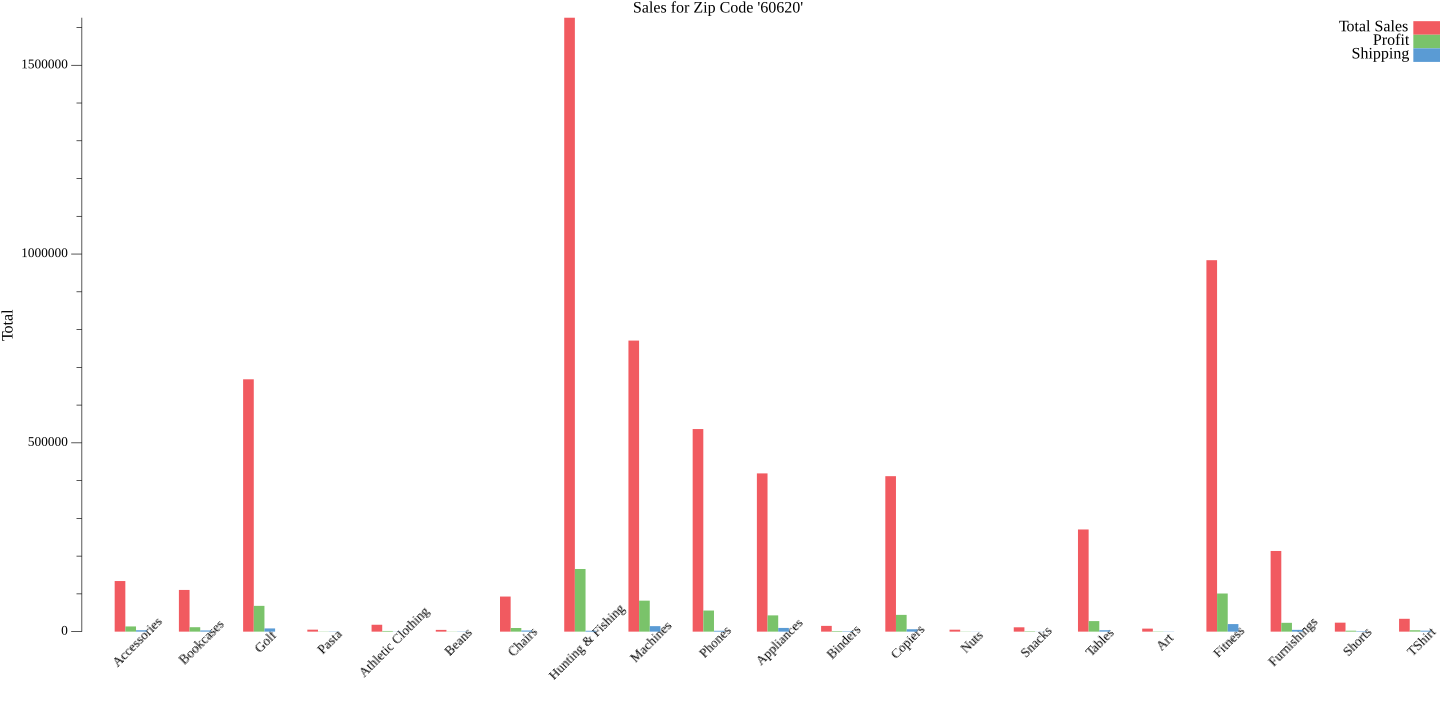 Sales for Zip Code '60620'
Total Sales
Profit
Shipping
Total
1500000
1000000
500000
0
Accessories
Bookcases
Golf
Pasta
Athletic Clothing
Beans
Chairs
Hunting & Fishing
Machines
Phones
Appliances
Binders
Copiers
Nuts
Snacks
Tables
Art
Fitness
Furnishings
Shorts
TShirt